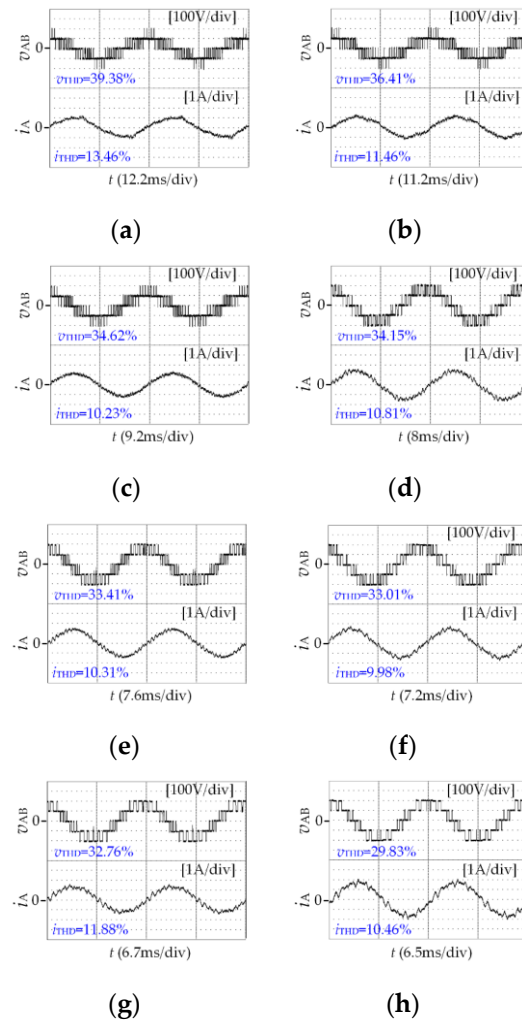 [100V/div]
vAB 0
vTHD=39.38%
[1A/div]
iA 0
iTHD=13.46%
t (12.2ms/div)
(a)
[100V/div]
vAB 0
vTHD=36.41%
[1A/div]
iA 0
iTHD=11.46%
t (11.2ms/div)
(b)
[100V/div]
vAB 0
vTHD=34.62%
[1A/div]
iA 0
iTHD=10.23%
t (9.2ms/div)
(c)
[100V/div]
vAB 0
vTHD=34.15%
[1A/div]
iA 0
iTHD=10.81%
t (8ms/div)
(d)
[100V/div]
vAB 0
vTHD=33.41%
[1A/div]
iA 0
iTHD=10.31%
t (7.6ms/div)
(e)
[100V/div]
vAB 0
vTHD=33.01%
[1A/div]
iA 0
iTHD=9.98%
t (7.2ms/div)
(f)
[100V/div]
vAB 0
vTHD=32.76%
[1A/div]
iA 0
iTHD=11.88%
t (6.7ms/div)
(g)
[100V/div]
vAB 0
vTHD=29.83%
[1A/div]
iA 0
iTHD=10.46%
t (6.5ms/div)
(h)